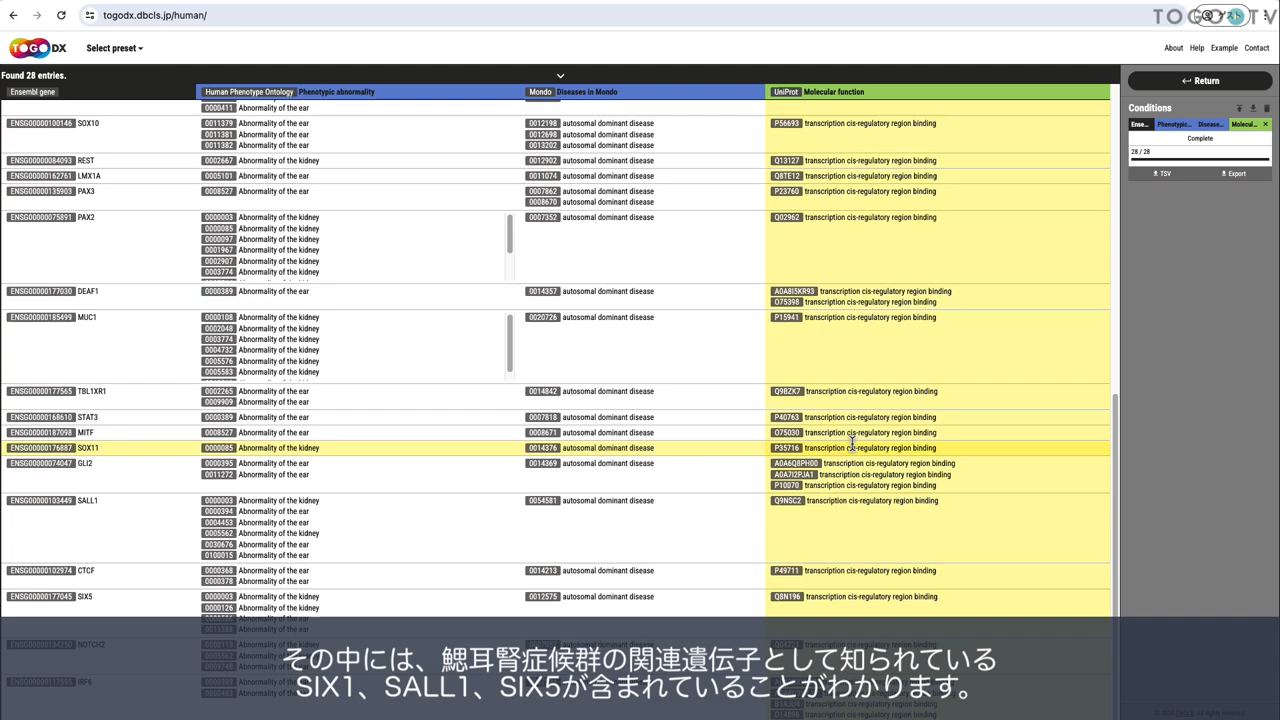 togodx.dbcls.jp/human/
TOGO TV
TOGO DX
Select preset
About Help Example Contact
Found 28 entries.
Return
Ensembl gene
Human Phenotype Ontology Phenotypic abnormality
Mondo Diseases in Mondo
UniProt Molecular function
Conditions
Ense... Phenotypic... Disease... Molecul... ×
Complete
28 / 28
TSV Export
0000411 Abnormality of the ear
ENSG00000100146 SOX10 0011379 Abnormality of the ear 0012198 autosomal dominant disease P56693 transcription cis-regulatory region binding
0011381 Abnormality of the ear 0012698 autosomal dominant disease
0011382 Abnormality of the ear 0013202 autosomal dominant disease
ENSG00000084093 REST 0002667 Abnormality of the kidney 0012902 autosomal dominant disease Q13127 transcription cis-regulatory region binding
ENSG00000162761 LMX1A 0005101 Abnormality of the ear 0011074 autosomal dominant disease Q8TE12 transcription cis-regulatory region binding
ENSG00000135903 PAX3 0008527 Abnormality of the ear 0007862 autosomal dominant disease P23760 transcription cis-regulatory region binding
0008670 autosomal dominant disease
ENSG00000075891 PAX2 0000003 Abnormality of the kidney 0007352 autosomal dominant disease Q02962 transcription cis-regulatory region binding
0000085 Abnormality of the kidney
0000097 Abnormality of the kidney
0001967 Abnormality of the kidney
0002907 Abnormality of the kidney
0003774 Abnormality of the kidney
ENSG00000177030 DEAF1 0000389 Abnormality of the ear 0014357 autosomal dominant disease A0A8I5KR93 transcription cis-regulatory region binding
O75398 transcription cis-regulatory region binding
ENSG00000185499 MUC1 0000108 Abnormality of the kidney 0020726 autosomal dominant disease P15941 transcription cis-regulatory region binding
0002048 Abnormality of the kidney
0003774 Abnormality of the kidney
0004732 Abnormality of the kidney
0005576 Abnormality of the kidney
0005583 Abnormality of the kidney
ENSG00000177565 TBL1XR1 0002265 Abnormality of the ear 0014842 autosomal dominant disease Q9BZK7 transcription cis-regulatory region binding
0009909 Abnormality of the ear
ENSG00000168610 STAT3 0000389 Abnormality of the ear 0007818 autosomal dominant disease P40763 transcription cis-regulatory region binding
ENSG00000187098 MITF 0008527 Abnormality of the ear 0008671 autosomal dominant disease O75030 transcription cis-regulatory region binding
ENSG00000176887 SOX11 0000085 Abnormality of the kidney 0014376 autosomal dominant disease P35716 transcription cis-regulatory region binding
ENSG00000074047 GLI2 0000395 Abnormality of the ear 0014369 autosomal dominant disease A0A6Q8PH00 transcription cis-regulatory region binding
0011272 Abnormality of the ear A0A7I2PJA1 transcription cis-regulatory region binding
P10070 transcription cis-regulatory region binding
ENSG00000103449 SALL1 0000003 Abnormality of the kidney 0054581 autosomal dominant disease Q9NSC2 transcription cis-regulatory region binding
0000394 Abnormality of the ear
0004453 Abnormality of the ear
0005562 Abnormality of the kidney
0030676 Abnormality of the ear
0100015 Abnormality of the ear
ENSG00000102974 CTCF 0000368 Abnormality of the ear 0014213 autosomal dominant disease P49711 transcription cis-regulatory region binding
0000378 Abnormality of the ear
ENSG00000177045 SIX5 0000003 Abnormality of the kidney 0012575 autosomal dominant disease Q8N196 transcription cis-regulatory region binding
0000126 Abnormality of the kidney
Abnormality of the ear
NOTCH2
IRF6
その中には、鰓耳腎症候群の関連遺伝子として知られている
SIX1、SALL1、SIX5が含まれていることがわかります。